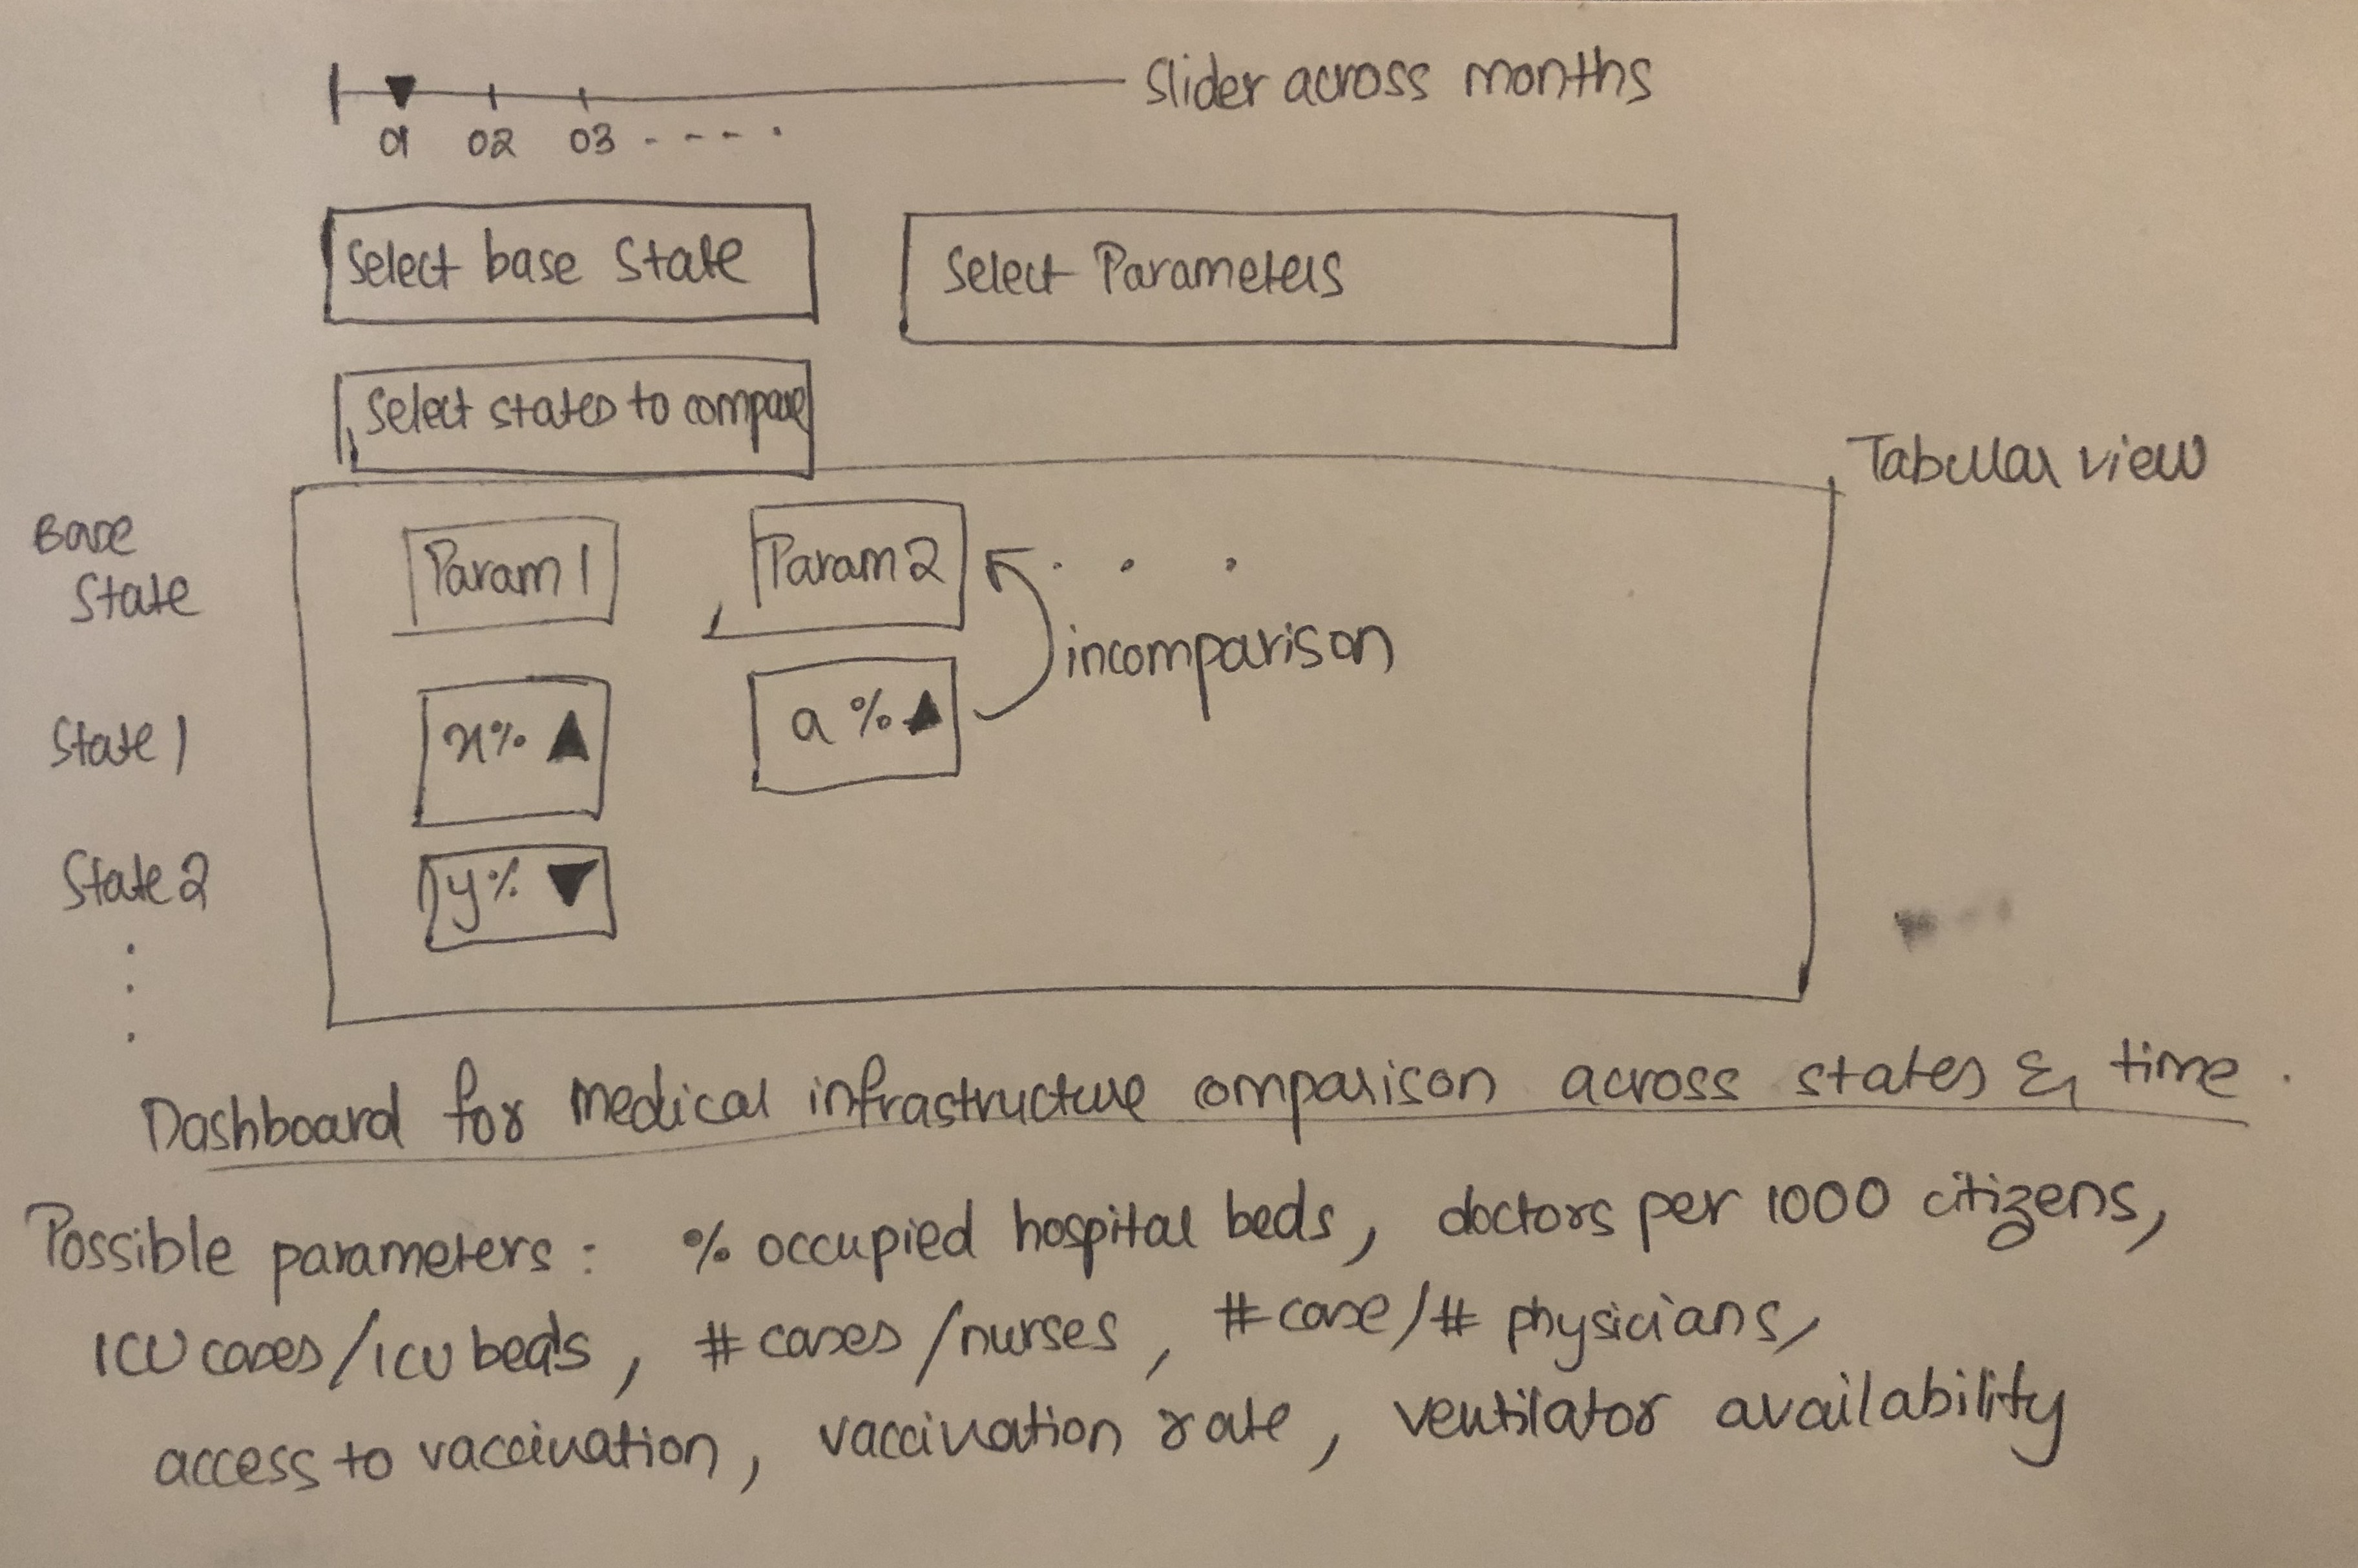 Slider across months
01 02 03 - - - - .
Select base State
Select Parameters
Select states to compare
Tabular view
Base
State
Param 1
Param 2
. . .
incomparison
State 1
x% ▲
a % ▲
State 2
y% ▼
Dashboard for medical infrastructure comparison across states & time.
Possible parameters: % occupied hospital beds, doctors per 1000 citizens,
ICU cases/ICU beds, # cases/nurses, # case/# physicians,
access to vaccination, vaccination rate, ventilator availability